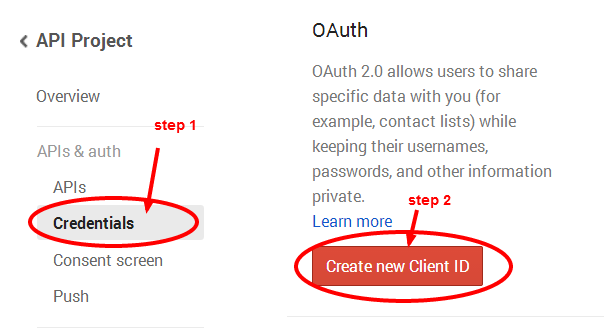 API Project
Overview
step 1
APIs & auth
APIs
Credentials
Consent screen
Push
OAuth
OAuth 2.0 allows users to share
specific data with you (for
example, contact lists) while
keeping their usernames,
passwords, and other information
private.
step 2
Learn more
Create new Client ID